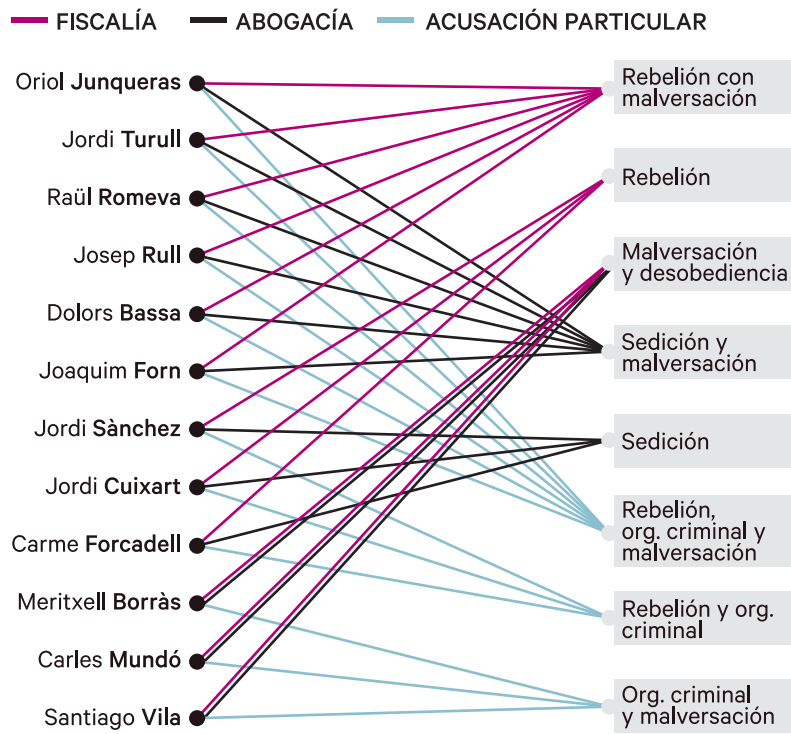 FISCALÍA ABOGACÍA ACUSACIÓN PARTICULAR
Oriol Junqueras
Jordi Turull
Raül Romeva
Josep Rull
Dolors Bassa
Joaquim Forn
Jordi Sànchez
Jordi Cuixart
Carme Forcadell
Meritxell Borràs
Carles Mundó
Santiago Vila
Rebelión con
malversación
Rebelión
Malversación
y desobediencia
Sedición y
malversación
Sedición
Rebelión,
org. criminal y
malversación
Rebelión y org.
criminal
Org. criminal
y malversación